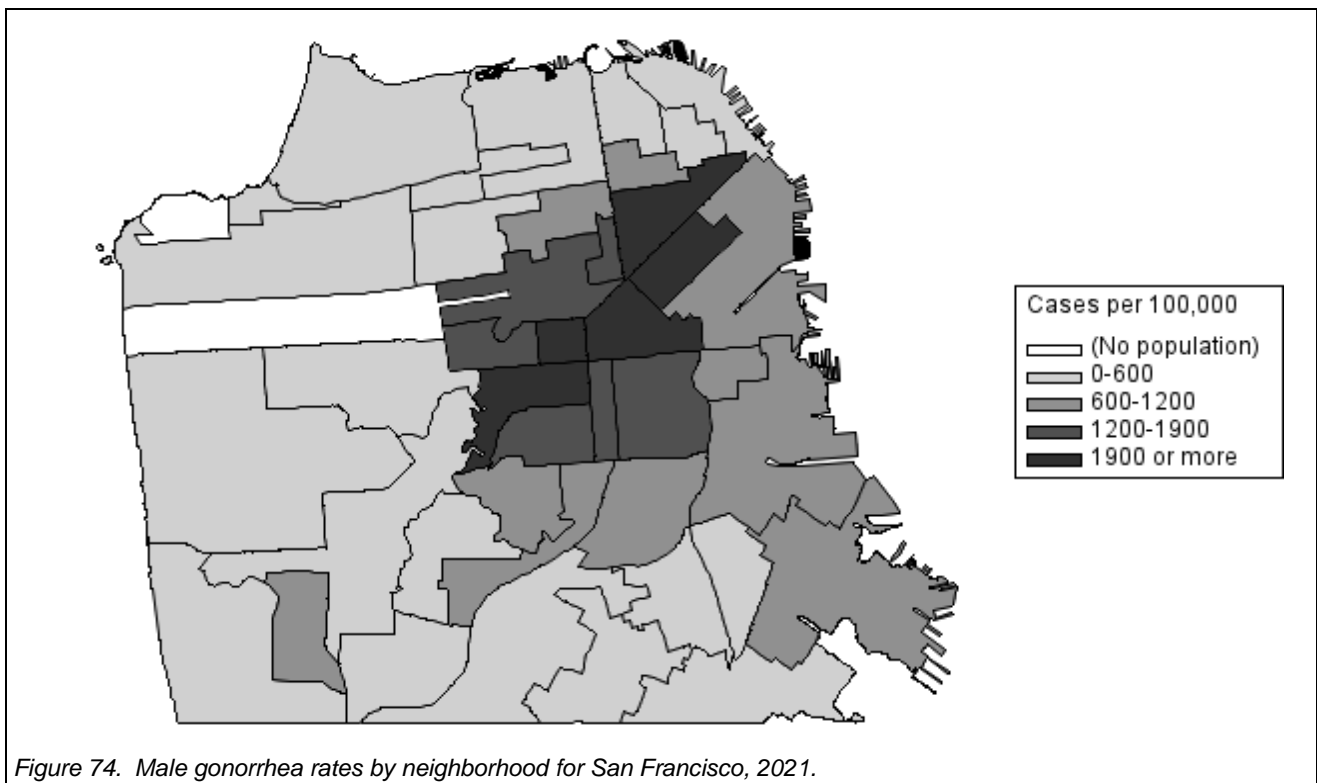 Cases per 100,000
(No population)
0-600
600-1200
1200-1900
1900 or more
Figure 74. Male gonorrhea rates by neighborhood for San Francisco, 2021.